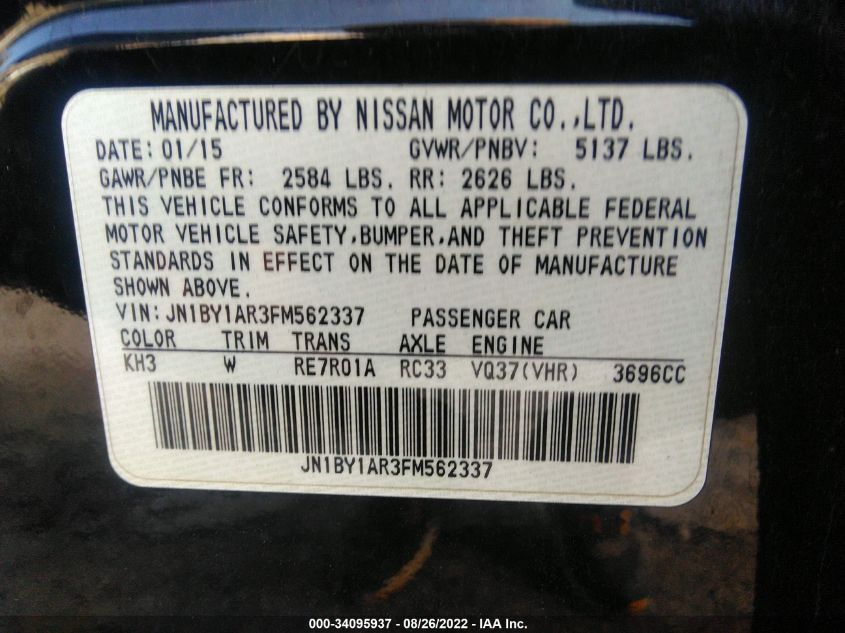 MANUFACTURED BY NISSAN MOTOR CO.,LTD.
DATE: 01/15 GVWR/PNBV: 5137 LBS.
GAWR/PNBE FR: 2584 LBS. RR: 2626 LBS.
THIS VEHICLE CONFORMS TO ALL APPLICABLE FEDERAL
MOTOR VEHICLE SAFETY,BUMPER,AND THEFT PREVENTION
STANDARDS IN EFFECT ON THE DATE OF MANUFACTURE
SHOWN ABOVE.
VIN:JN1BY1AR3FM562337 PASSENGER CAR
COLOR TRIM TRANS AXLE ENGINE
KH3 W RE7R01A RC33 VQ37(VHR) 3696CC
JN1BY1AR3FM562337
000-34095937 - 08/26/2022 - IAA Inc.